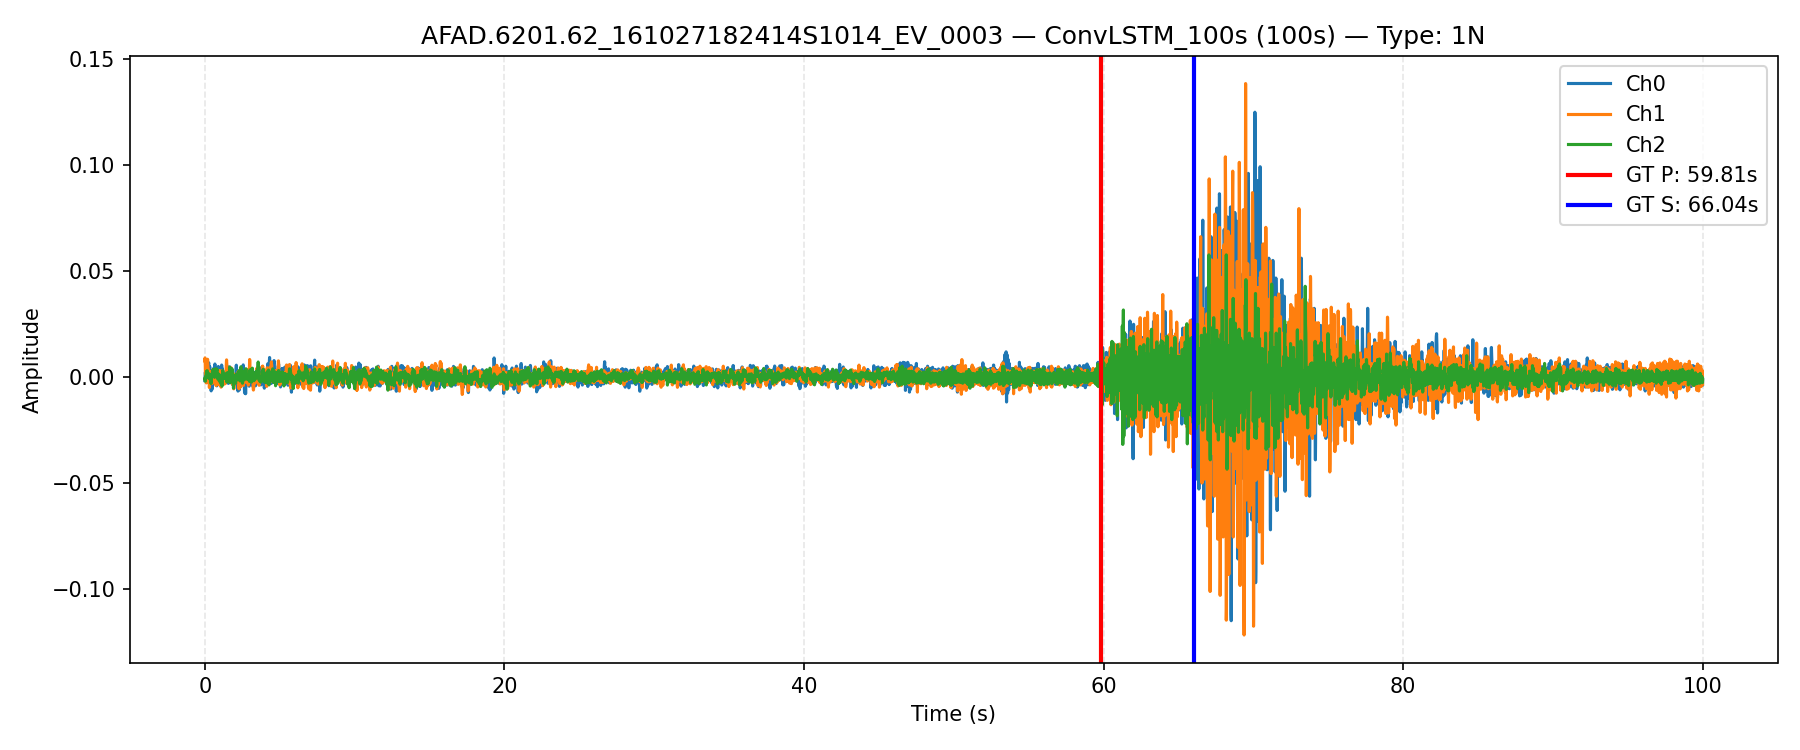 AFAD.6201.62_161027182414S1014_EV_0003 — ConvLSTM_100s (100s) — Type: 1N
Amplitude
0.15
0.10
0.05
0.00
−0.05
−0.10
Ch0
Ch1
Ch2
GT P: 59.81s
GT S: 66.04s
0 20 40 60 80 100
Time (s)